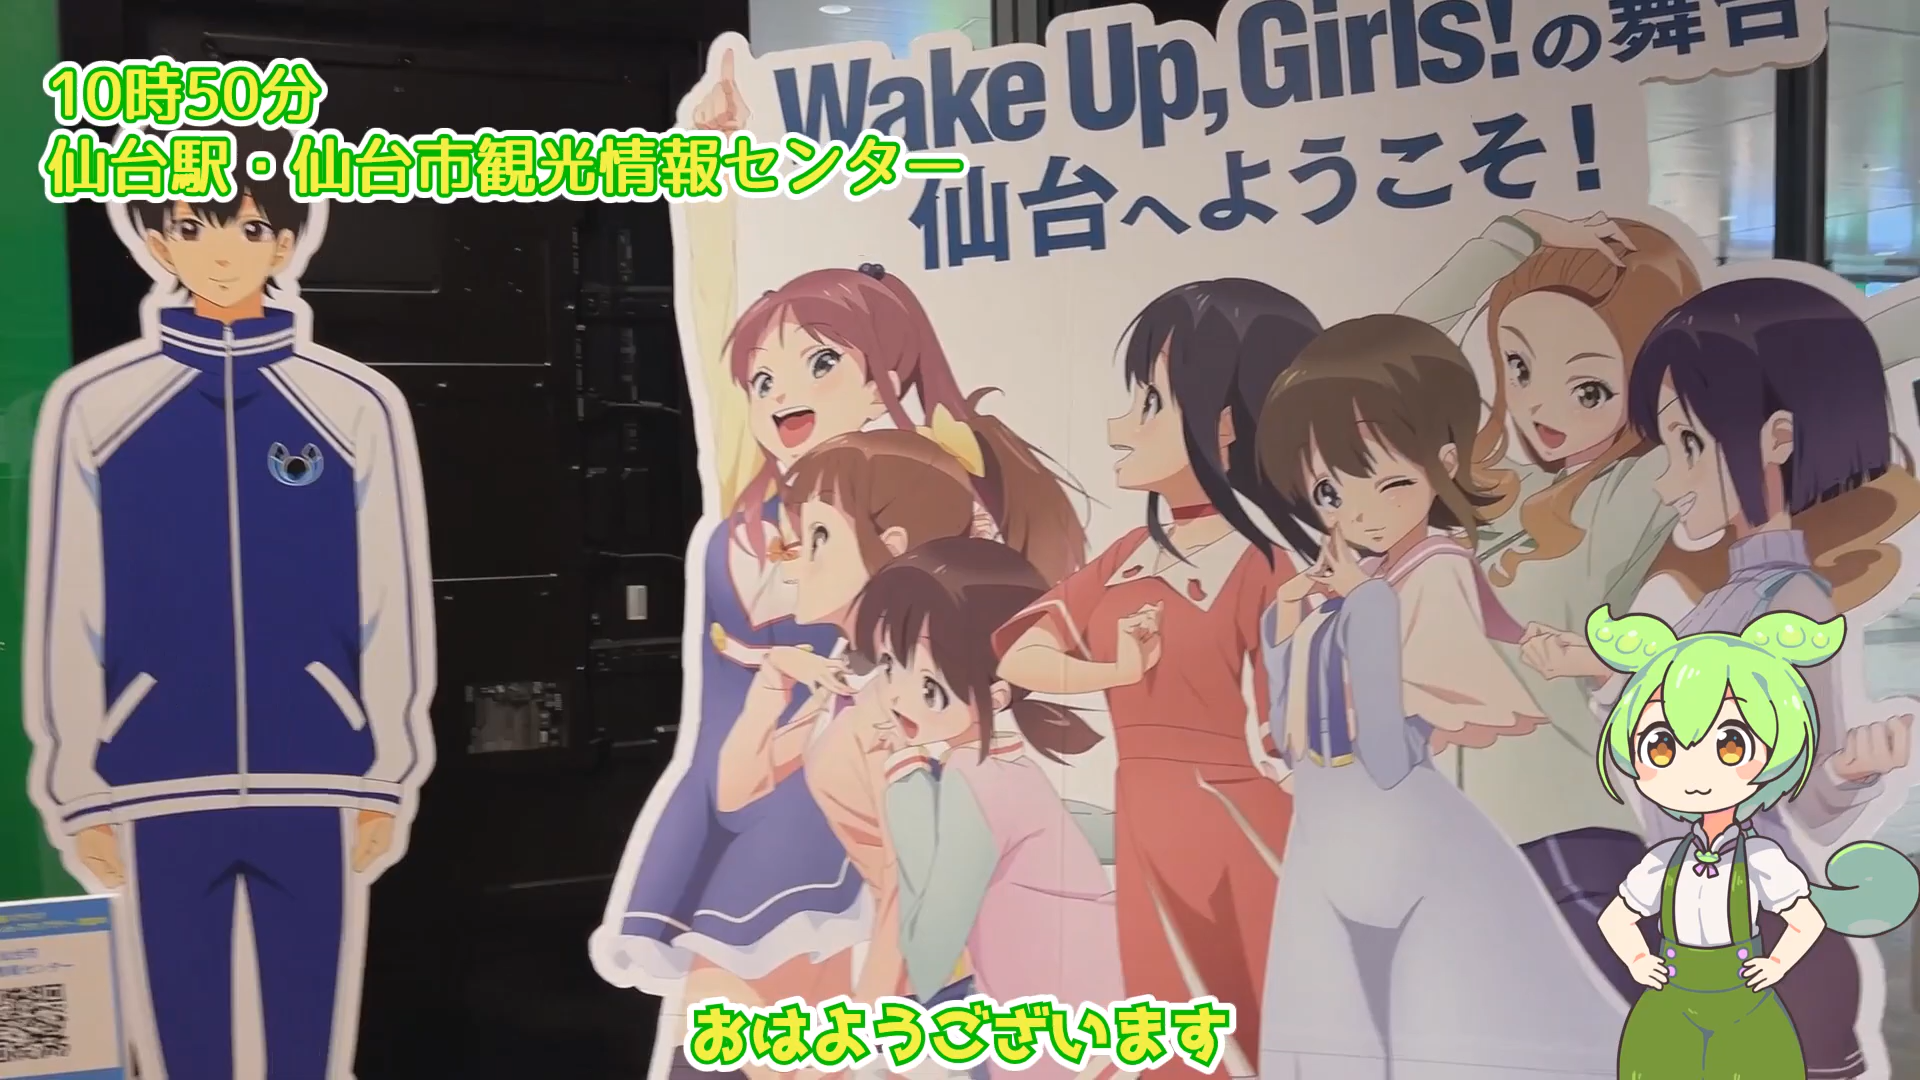 10時50分
仙台駅・仙台市観光情報センター
Wake Up, Girls!の舞台
仙台へようこそ!
おはようございます